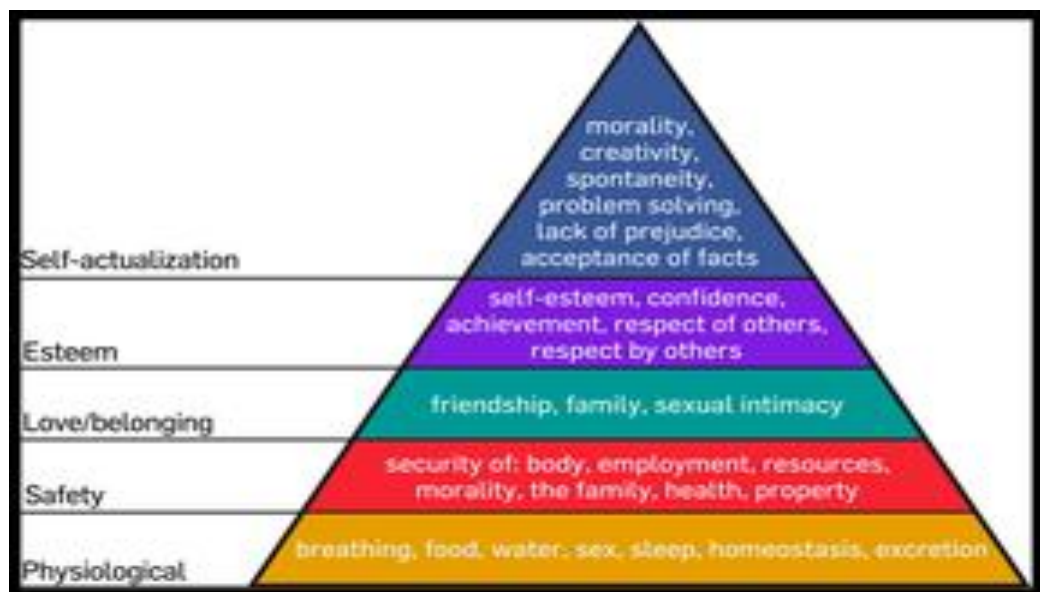 morality,
creativity,
spontaneity,
problem solving,
lack of prejudice,
acceptance of facts
Self-actualization
self-esteem, confidence,
achievement, respect of others,
respect by others
Esteem
friendship, family, sexual intimacy
Love/belonging
security of: body, employment, resources,
morality, the family, health, property
Safety
breathing, food, water, sex, sleep, homeostasis, excretion
Physiological